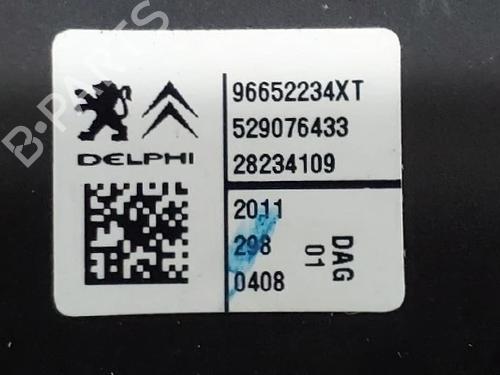 B-PARTS
DELPHI
96652234XT
529076433
28234109
2011
298
0408
DAG
01